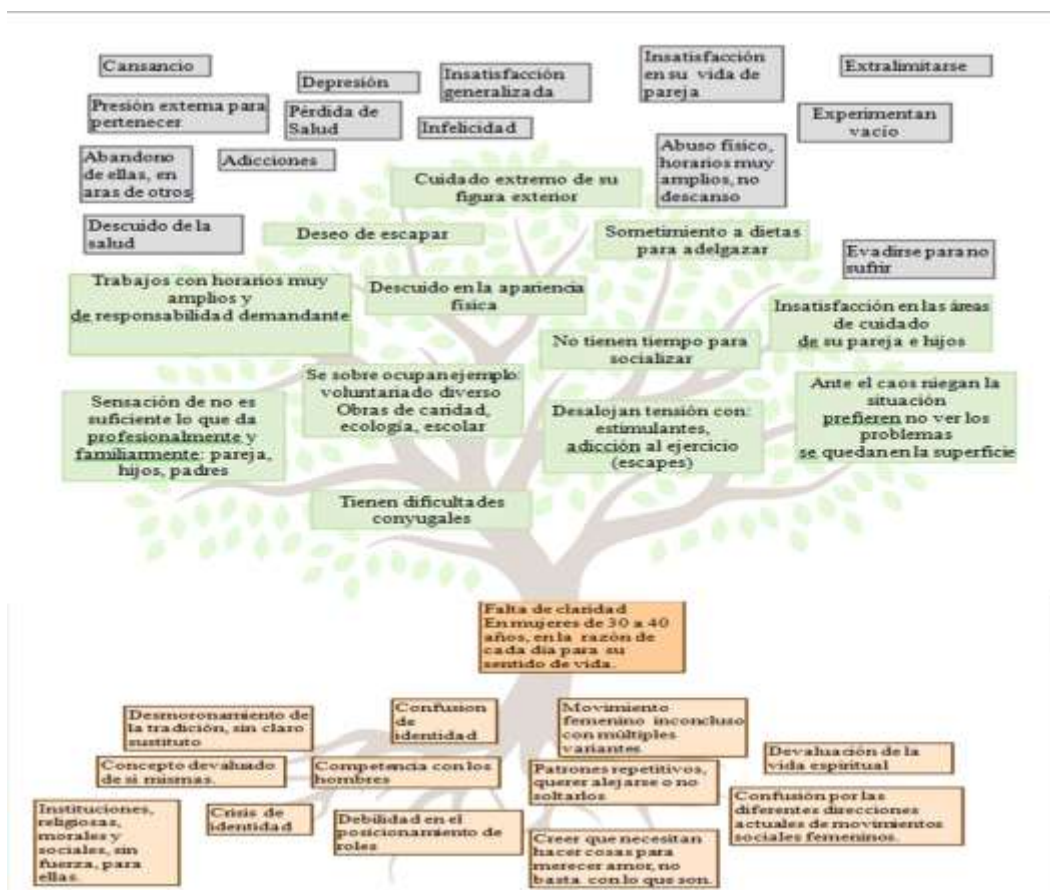 Cansancio
Depresión
Insatisfacción
generalizada
Insatisfacción
en su vida de
pareja
Extralimitarse
Presión externa para
pertenecer
Pérdida de
Salud
Infelicidad
Experimentan
vacío
Abandono
de ellas, en
aras de otros
Adicciones
Abuso físico,
horarios muy
amplios, no
descanso
Cuidado extremo de su
figura exterior
Descuido de la
salud
Deseo de escapar
Sometimiento a dietas
para adelgazar
Evadirse para no
sufrir
Trabajos con horarios muy
amplios y
de responsabilidad demandante
Descuido en la apariencia
física
Insatisfacción en las áreas
de cuidado
de su pareja e hijos
No tienen tiempo para
socializar
Sensación de no es
suficiente lo que da
profesionalmente y
familiarmente: pareja,
hijos, padres
Se sobre ocupan ejemplo:
voluntariado diverso
Obras de caridad,
ecología, escolar
Desalojan tensión con:
estimulantes,
adicción al ejercicio
(escapes)
Ante el caos niegan la
situación
prefieren no ver los
problemas
se quedan en la superficie
Tienen dificultades
conyugales
Falta de claridad
En mujeres de 30 a 40
años, en la razón de
cada día para su
sentido de vida.
Desmoronamiento de
la tradición, sin claro
sustituto
Confusion
de
identidad
Movimiento
femenino inconcluso
con múltiples
variantes
Devaluación de la
vida espiritual
Concepto devaluado
de si mismas.
Competencia con los
hombres
Patrones repetitivos,
querer alejarse o no
soltarlos
Instituciones,
religiosas,
morales y
sociales, sin
fuerza, para
ellas.
Crisis de
identidad
Debilidad en el
posicionamiento de
roles
Creer que necesitan
hacer cosas para
merecer amor, no
basta con lo que son.
Confusión por las
diferentes direcciones
actuales de movimientos
sociales femeninos.